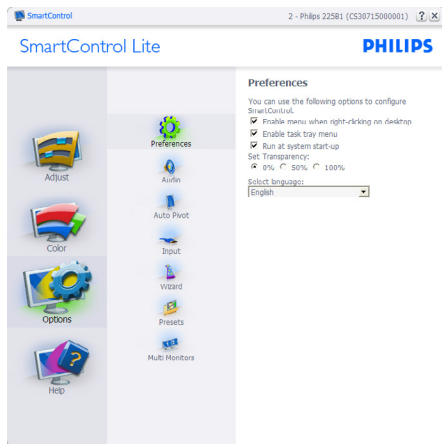 SmartControl
2 - Philips 225B1 (CS30715000001)
?
SmartControl Lite
PHILIPS
Adjust
Color
Options
Help
Preferences
Audio
Auto Pivot
Input
Wizard
Presets
Multi Monitors
Preferences
You can use the following options to configure
SmartControl.
Enable menu when right-clicking on desktop
Enable task tray menu
Run at system start-up
Set Transparency:
0% 50% 100%
Select language:
English